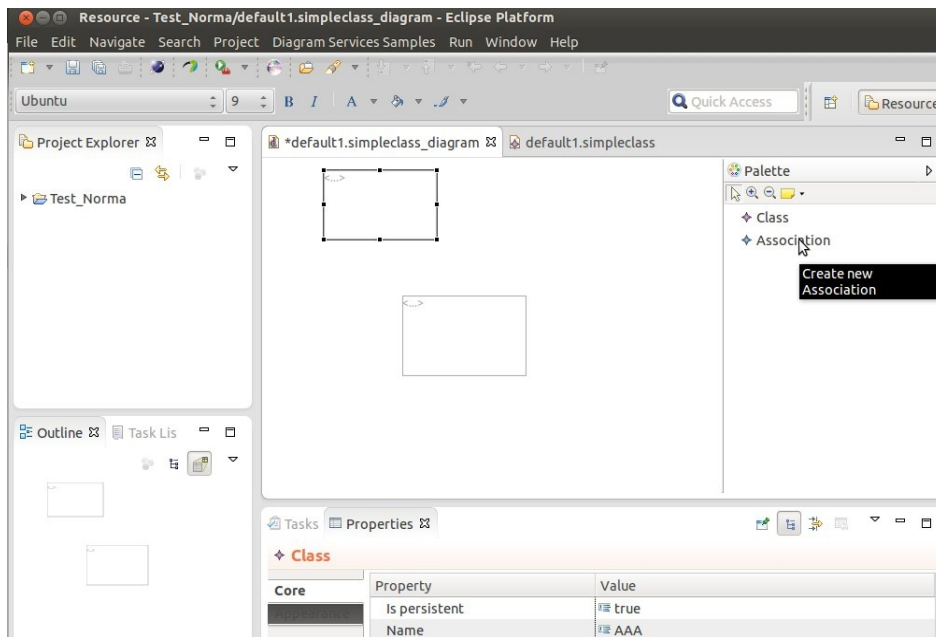 Resource - Test_Norma/default1.simpleclass_diagram - Eclipse Platform
File Edit Navigate Search Project Diagram Services Samples Run Window Help
Ubuntu 9 B I A Quick Access Resource
Project Explorer
Test_Norma
*default1.simpleclass_diagram default1.simpleclass
<...>
<...>
Palette
Class
Association
Create new
Association
Outline Task Lis
Tasks Properties
Class
Core
Appearance
Property Value
Is persistent true
Name AAA